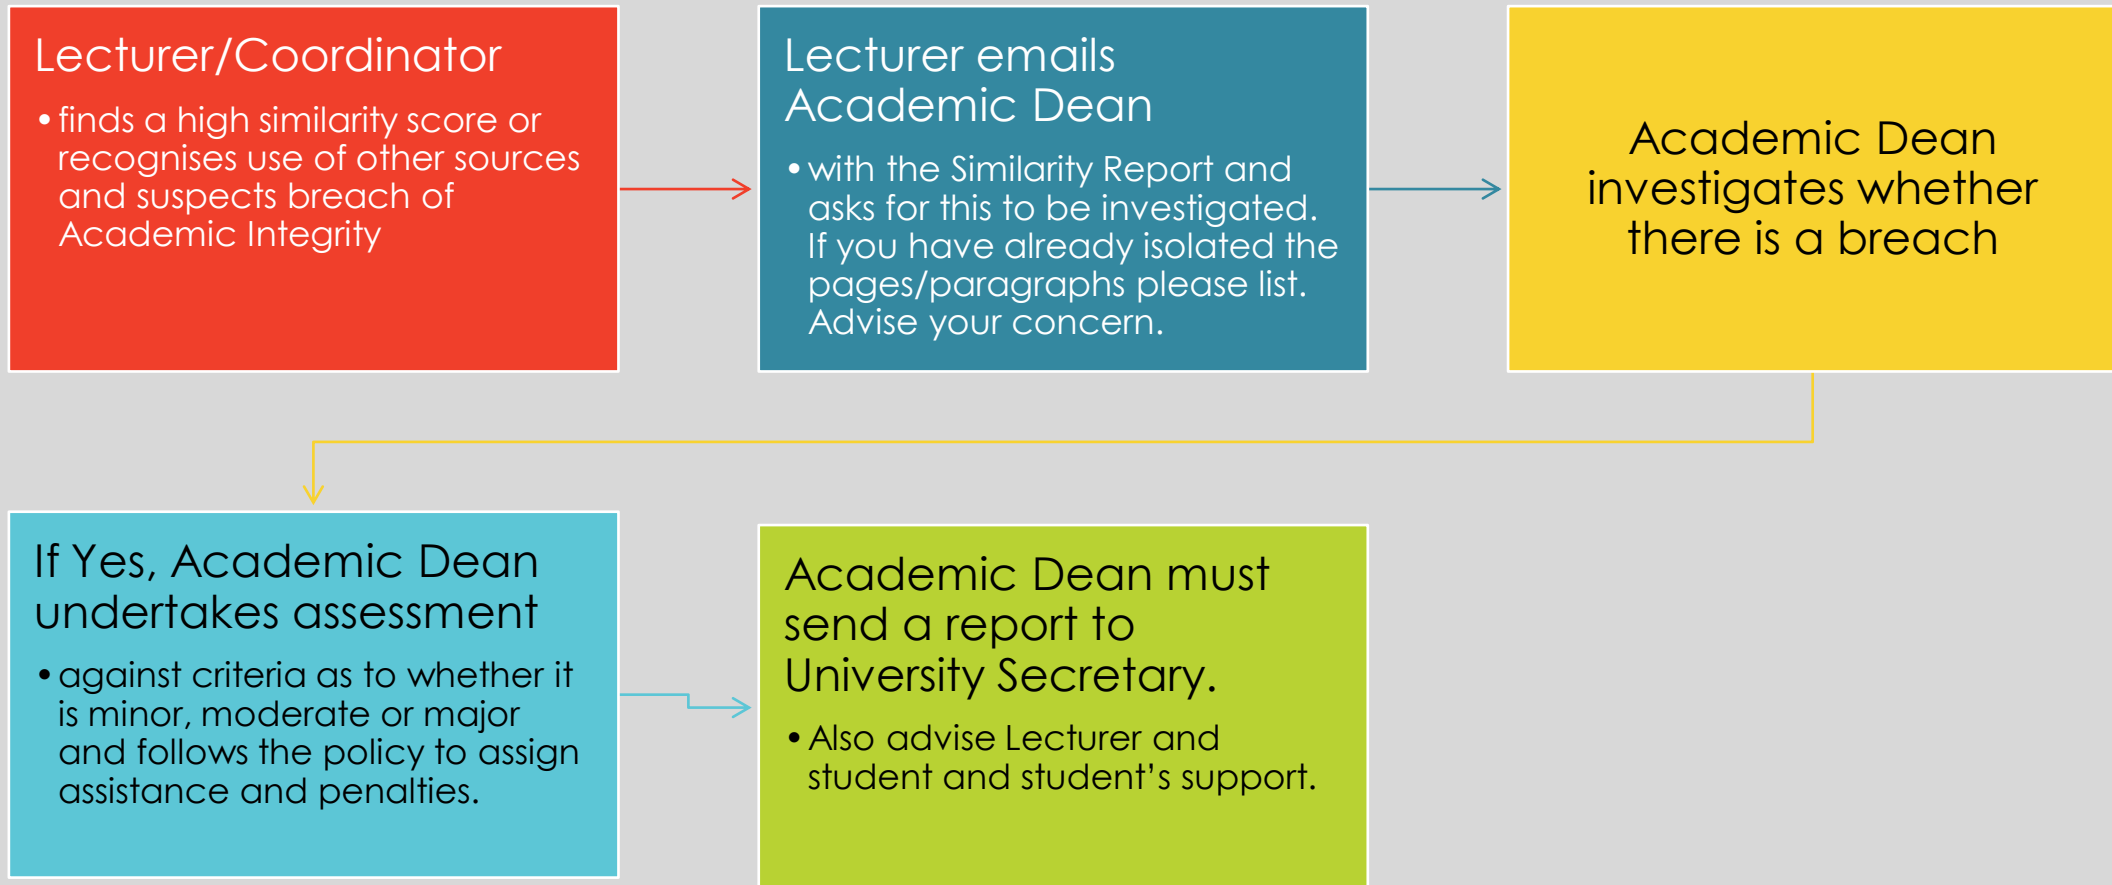 Lecturer/Coordinator
• finds a high similarity score or
recognises use of other sources
and suspects breach of
Academic Integrity
Lecturer emails
Academic Dean
• with the Similarity Report and
asks for this to be investigated.
If you have already isolated the
pages/paragraphs please list.
Advise your concern.
Academic Dean
investigates whether
there is a breach
If Yes, Academic Dean
undertakes assessment
• against criteria as to whether it
is minor, moderate or major
and follows the policy to assign
assistance and penalties.
Academic Dean must
send a report to
University Secretary.
• Also advise Lecturer and
student and student’s support.